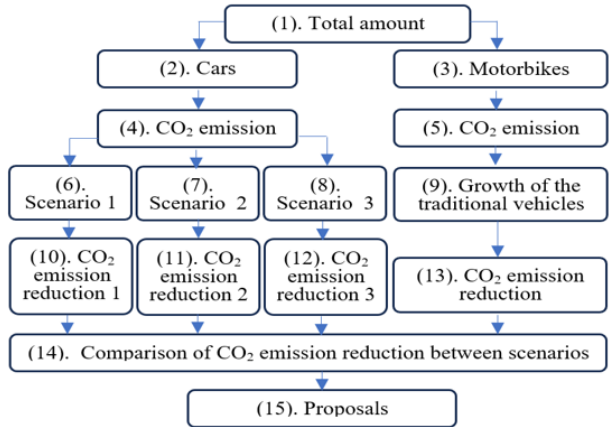 (1). Total amount
(2). Cars
(3). Motorbikes
(4). CO₂ emission
(5). CO₂ emission
(6).
Scenario 1
(7).
Scenario 2
(8).
Scenario 3
(9). Growth of the
traditional vehicles
(10). CO₂
emission
reduction 1
(11). CO₂
emission
reduction 2
(12). CO₂
emission
reduction 3
(13). CO₂ emission
reduction
(14). Comparison of CO₂ emission reduction between scenarios
(15). Proposals